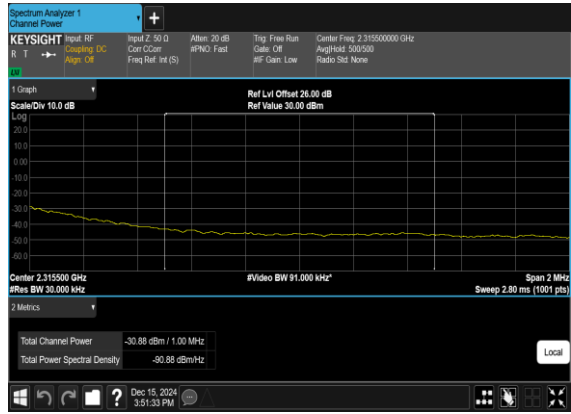 Spectrum Analyzer 1
Channel Power
+
KEYSIGHT Input: RF Input Z: 50 Ω Atten: 20 dB Trig: Free Run Center Freq: 2.315500000 GHz
R T Coupling: DC Corr CCorr #PNO: Fast Gate: Off Avg|Hold: 500/500
Align: Off Freq Ref: Int (S) #IF Gain: Low Radio Std: None
LW
1 Graph
Ref Lvl Offset 26.00 dB
Scale/Div 10.0 dB Ref Value 30.00 dBm
Log
20.0
10.0
0.00
-10.0
-20.0
-30.0
-40.0
-50.0
-60.0
Center 2.315500 GHz #Video BW 91.000 kHz* Span 2 MHz
#Res BW 30.000 kHz Sweep 2.80 ms (1001 pts)
2 Metrics
Total Channel Power -30.88 dBm / 1.00 MHz
Total Power Spectral Density -90.88 dBm/Hz
Local
? Dec 15, 2024
3:51:33 PM